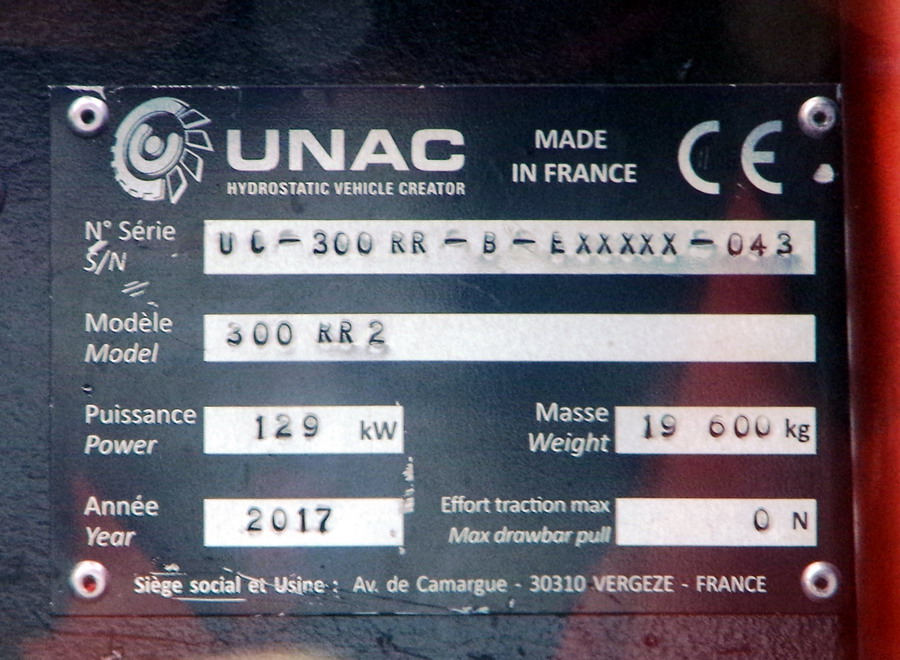 UNAC
HYDROSTATIC VEHICLE CREATOR
MADE
IN FRANCE
CE
N° Série
S/N
UC-300 RR-B-EXXXXX-043
Modèle
Model
300 RR2
Puissance
Power
129 kW
Masse
Weight
19 600 kg
Année
Year
2017
Effort traction max
Max drawbar pull
0 N
Siège social et Usine : Av. de Camargue - 30310 VERGEZE - FRANCE